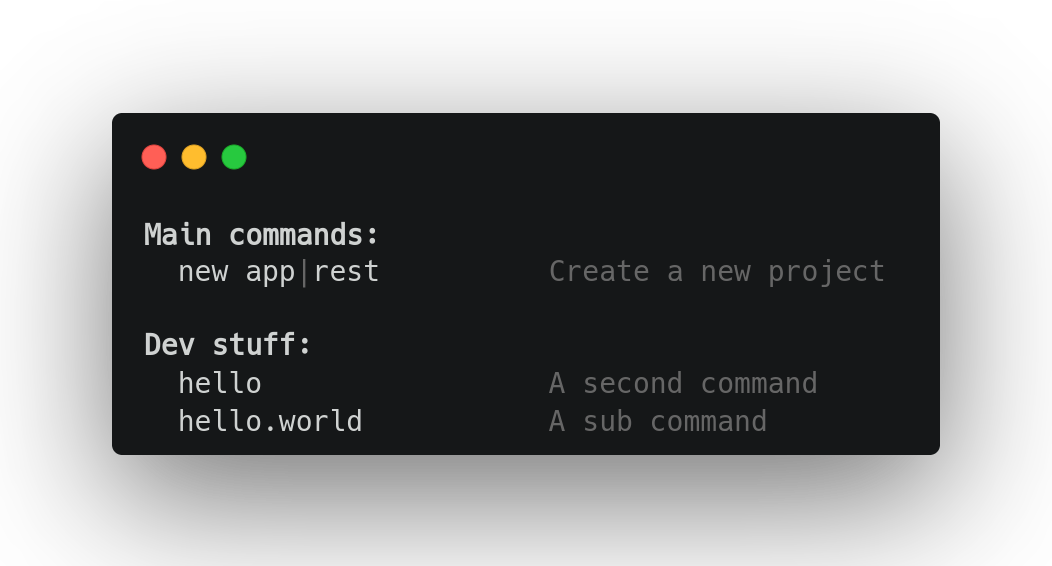 Main commands:
new app|rest Create a new project
Dev stuff:
hello A second command
hello.world A sub command